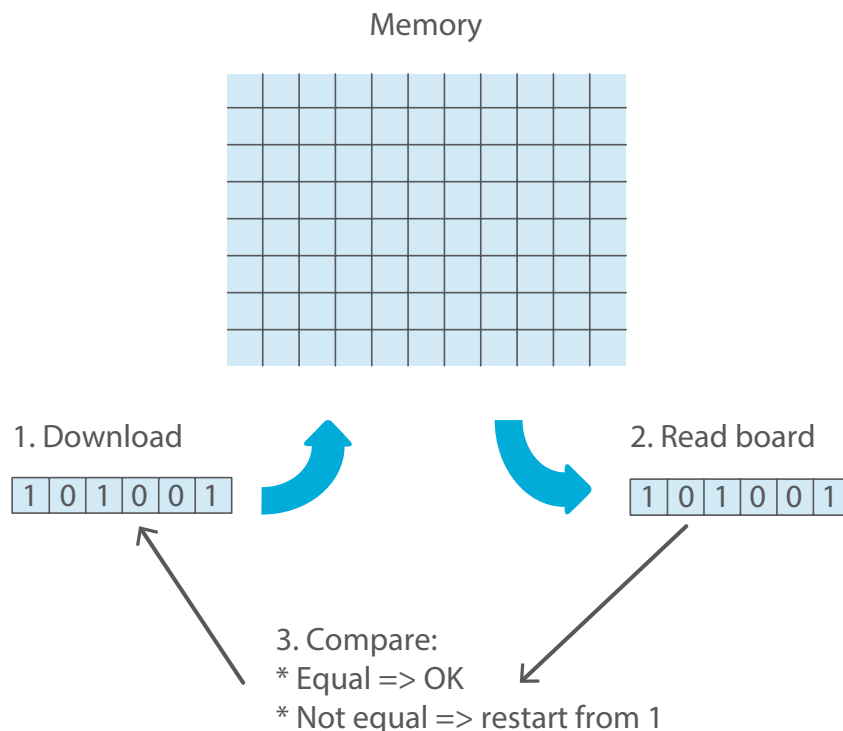 Memory
1. Download
2. Read board
1 0 1 0 0 1
1 0 1 0 0 1
3. Compare:
* Equal => OK
* Not equal => restart from 1